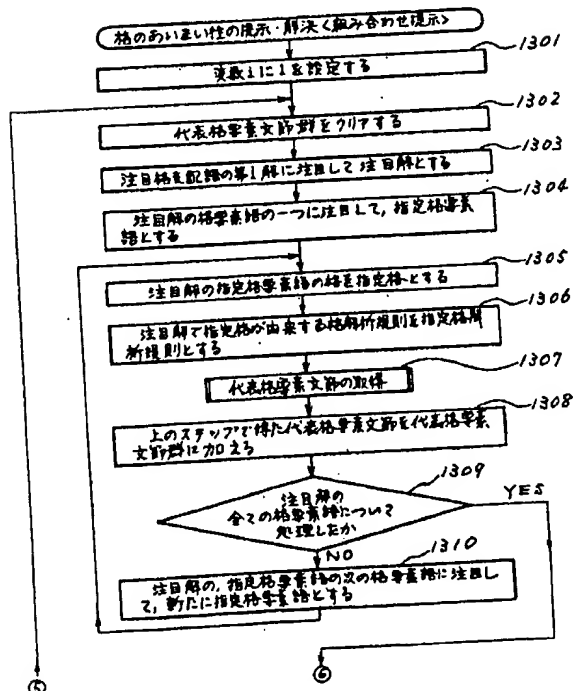 格のあいまい性の提示・解決<組み合わせ提示>
1301
変数iに1を設定する
1302
代表格要素文節群をクリアする
1303
注目格支配語の第i解に注目して注目解とする
1304
注目解の格要素語の一つに注目して,指定格要素
語とする
1305
注目解の指定格要素語の格を指定格とする
1306
注目解で指定格が由来する格解析規則を指定格解
析規則とする
1307
代表格要素文節の取得
1308
上のステップで得た代表格要素文節を代表格要素
文節群に加える
1309
注目解の
全ての格要素語について
処理したか
YES
NO
1310
注目解の,指定格要素語の次の格要素語に注目し
て,新たに指定格要素語とする
⑤
⑥